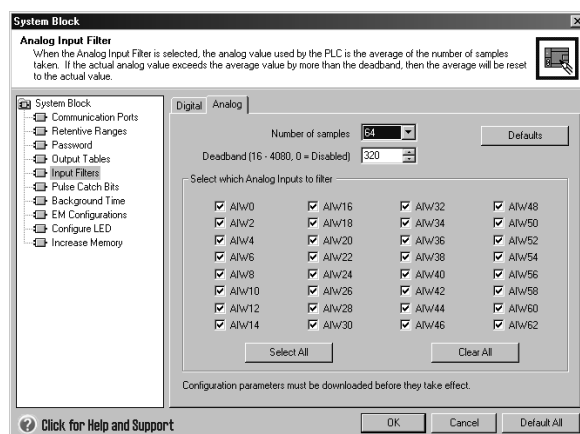 System Block
Analog Input Filter
When the Analog Input Filter is selected, the analog value used by the PLC is the average of the number of samples
taken. If the actual analog value exceeds the average value by more than the deadband, then the average will be reset
to the actual value.
System Block
Communication Ports
Retentive Ranges
Password
Output Tables
Input Filters
Pulse Catch Bits
Background Time
EM Configurations
Configure LED
Increase Memory
Digital Analog
Number of samples 64 Defaults
Deadband (16 - 4080, 0 = Disabled) 320
Select which Analog Inputs to filter
AIW0 AIW16 AIW32 AIW48
AIW2 AIW18 AIW34 AIW50
AIW4 AIW20 AIW36 AIW52
AIW6 AIW22 AIW38 AIW54
AIW8 AIW24 AIW40 AIW56
AIW10 AIW26 AIW42 AIW58
AIW12 AIW28 AIW44 AIW60
AIW14 AIW30 AIW46 AIW62
Select All Clear All
Configuration parameters must be downloaded before they take effect.
Click for Help and Support OK Cancel Default All